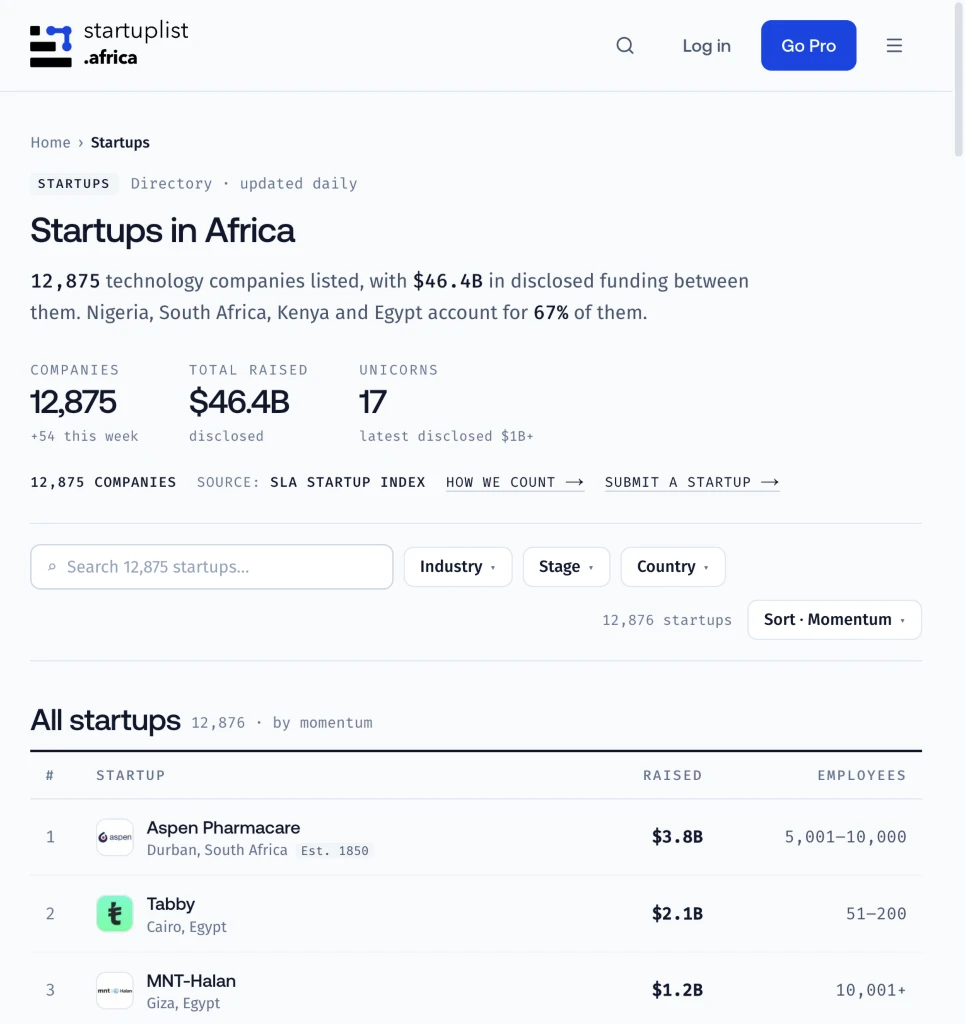 startuplist
.africa
Log in
Go Pro
Home › Startups
STARTUPS Directory · updated daily
Startups in Africa
12,875 technology companies listed, with $46.4B in disclosed funding between
them. Nigeria, South Africa, Kenya and Egypt account for 67% of them.
COMPANIES TOTAL RAISED UNICORNS
12,875 $46.4B 17
+54 this week disclosed latest disclosed $1B+
12,875 COMPANIES SOURCE: SLA STARTUP INDEX HOW WE COUNT → SUBMIT A STARTUP →
Search 12,875 startups...
Industry
Stage
Country
12,876 startups Sort · Momentum
All startups 12,876 · by momentum
# STARTUP RAISED EMPLOYEES
1 aspen Aspen Pharmacare $3.8B 5,001–10,000
Durban, South Africa Est. 1850
2 Tabby $2.1B 51–200
Cairo, Egypt
3 mnt Halan MNT-Halan $1.2B 10,001+
Giza, Egypt